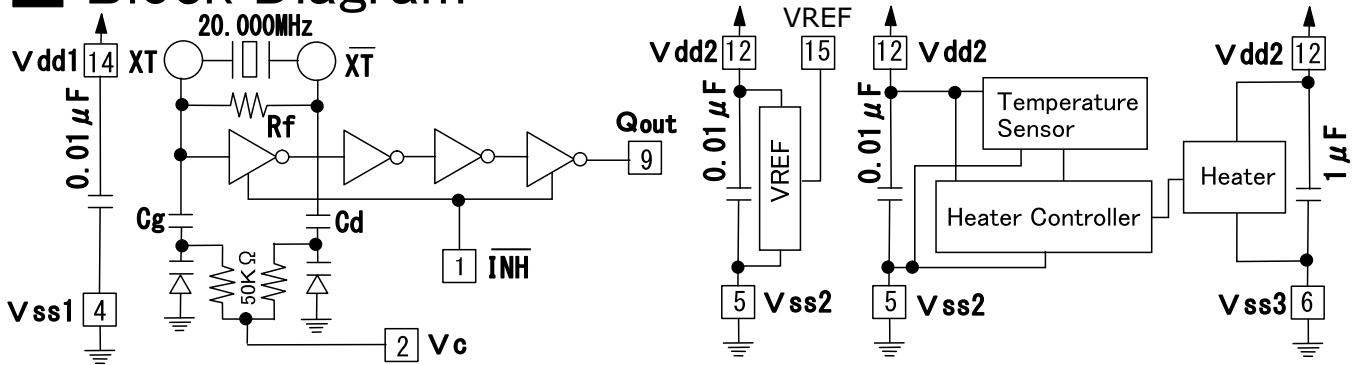 Block Diagram
Vdd1 14
XT
20.000MHz
X̅T̅
0.01μF
Rf
Qout
9
Cg
Cd
50KΩ
1 I̅N̅H̅
Vss1 4
2 Vc
VREF
Vdd2 12
15
0.01μF
VREF
5 Vss2
12 Vdd2
0.01μF
Temperature
Sensor
Heater Controller
5 Vss2
Vdd2 12
Heater
1μF
Vss3 6